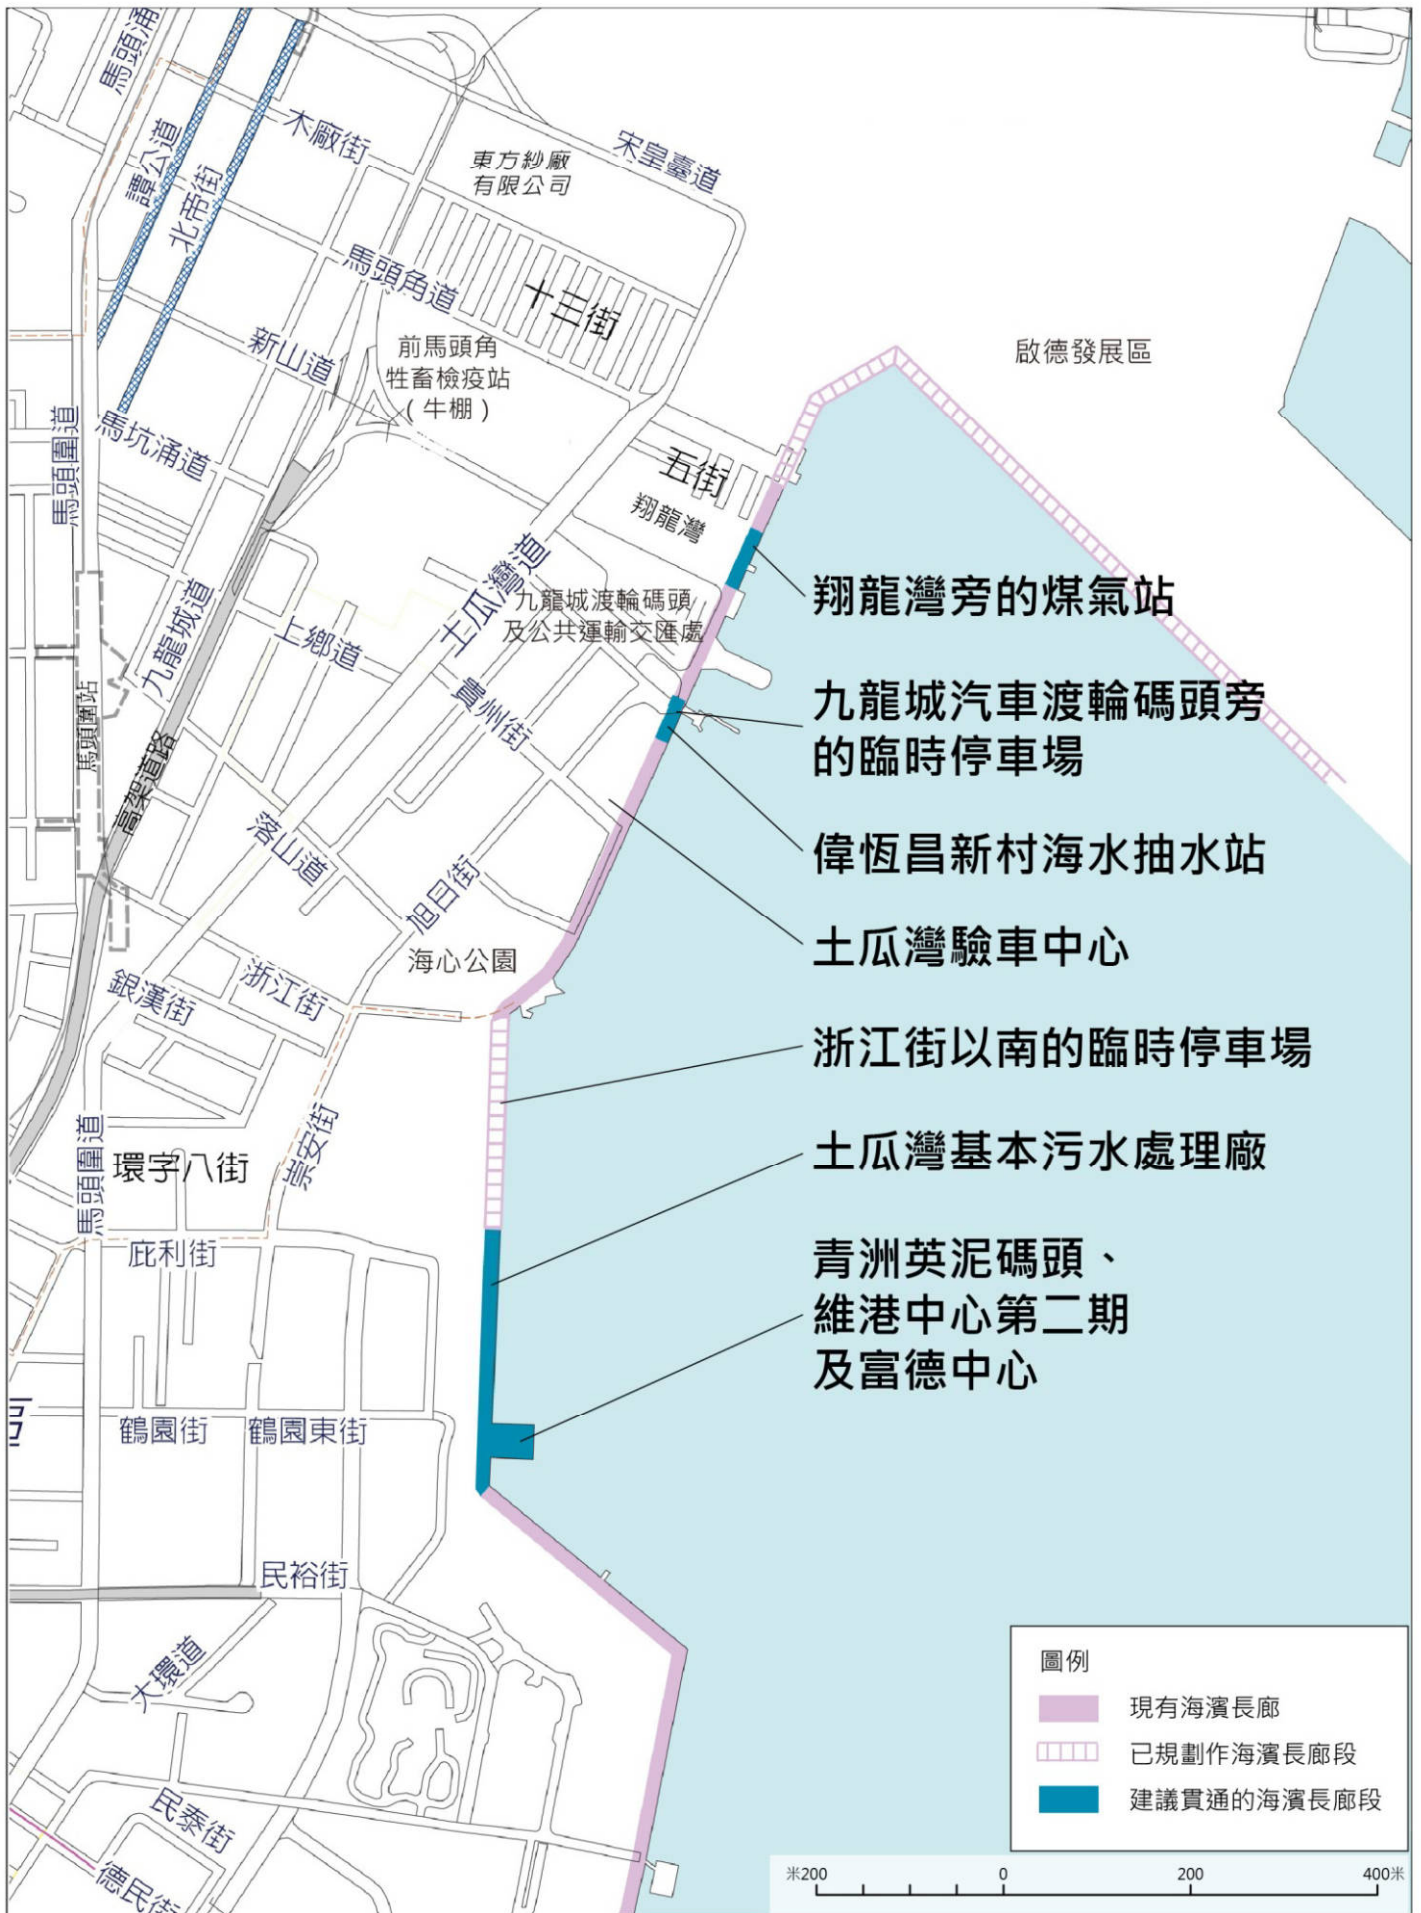 馬頭涌
譚公道
北帝街
木廠街
東方紗廠
有限公司
宋皇臺道
馬頭角道
十三街
新山道
前馬頭角
牲畜檢疫站
（牛棚）
啟德發展區
馬頭圍道
馬坑涌道
五街
翔龍灣
土瓜灣道
九龍城渡輪碼頭
及公共運輸交匯處
翔龍灣旁的煤氣站
九龍城道
上鄉道
貴州街
馬頭圍站
高架道路
九龍城汽車渡輪碼頭旁
的臨時停車場
落山道
旭日街
偉恆昌新村海水抽水站
土瓜灣驗車中心
海心公園
銀漢街
浙江街
浙江街以南的臨時停車場
馬頭圍道
環字八街
崇安街
土瓜灣基本污水處理廠
庇利街
青洲英泥碼頭、
維港中心第二期
及富德中心
區
鶴園街
鶴園東街
民裕街
大環道
民泰街
德民街
圖例
現有海濱長廊
已規劃作海濱長廊段
建議貫通的海濱長廊段
米200 0 200 400米